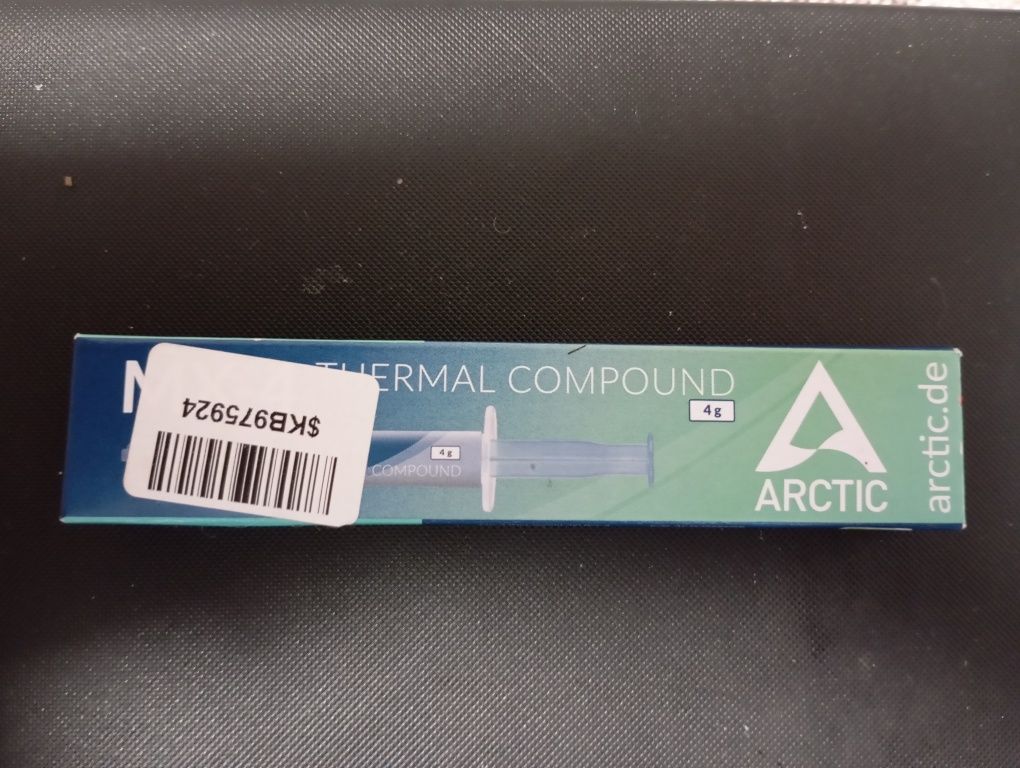 THERMAL COMPOUND
4g
$KB975924
4g
COMPOUND
ARCTIC
arctic.de